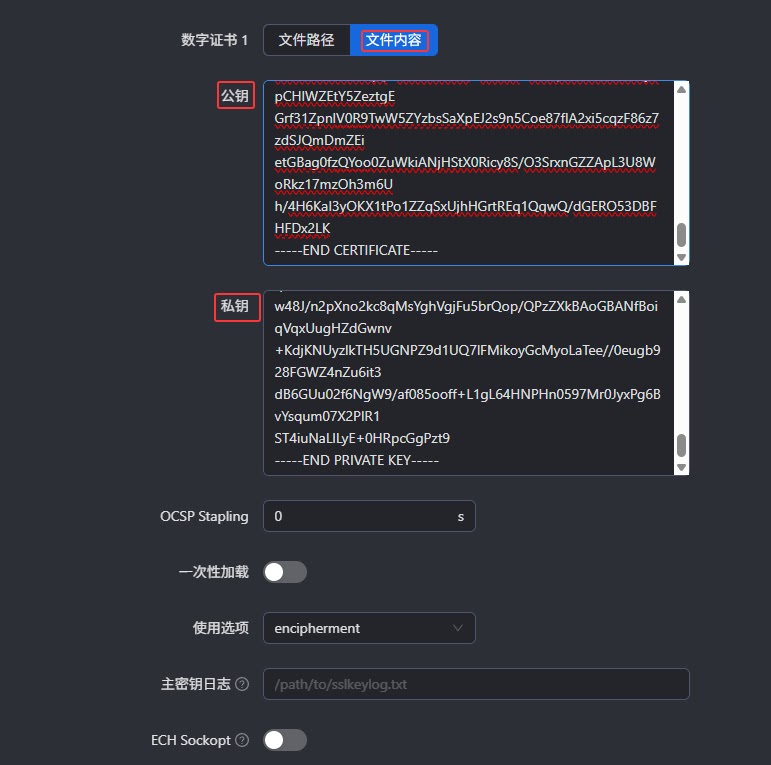 数字证书 1 文件路径 文件内容
公钥
pCHIWZEtY5ZeztgE
Grf31ZpnIV0R9TwW5ZYzbsSaXpEJ2s9n5Coe87fIA2xi5cqzF86z7
zdSJQmDmZEi
etGBag0fzQYoo0ZuWkiANjHStX0Ricy8S/O3SrxnGZZApL3U8W
oRkz17mzOh3m6U
h/4H6KaI3yOKX1tPo1ZZgSxUjhHGrtREq1QqwQ/dGERO53DBF
HFDx2LK
-----END CERTIFICATE-----
私钥
w48J/n2pXno2kc8qMsYghVgjFu5brQop/QPzZXkBAoGBANfBoi
qVqxUugHZdGwnv
+KdjKNUyzlkTH5UGNPZ9d1UQ7lFMikoyGcMyoLaTee//0eugb9
28FGWZ4nZu6it3
dB6GUu02f6NgW9/af085ooff+L1gL64HNPHn0597Mr0JyxPg6B
vYsqum07X2PIR1
ST4iuNaLILyE+0HRpcGgPzt9
-----END PRIVATE KEY-----
OCSP Stapling 0 s
一次性加载
使用选项 encipherment
主密钥日志 ? /path/to/sslkeylog.txt
ECH Sockopt ?